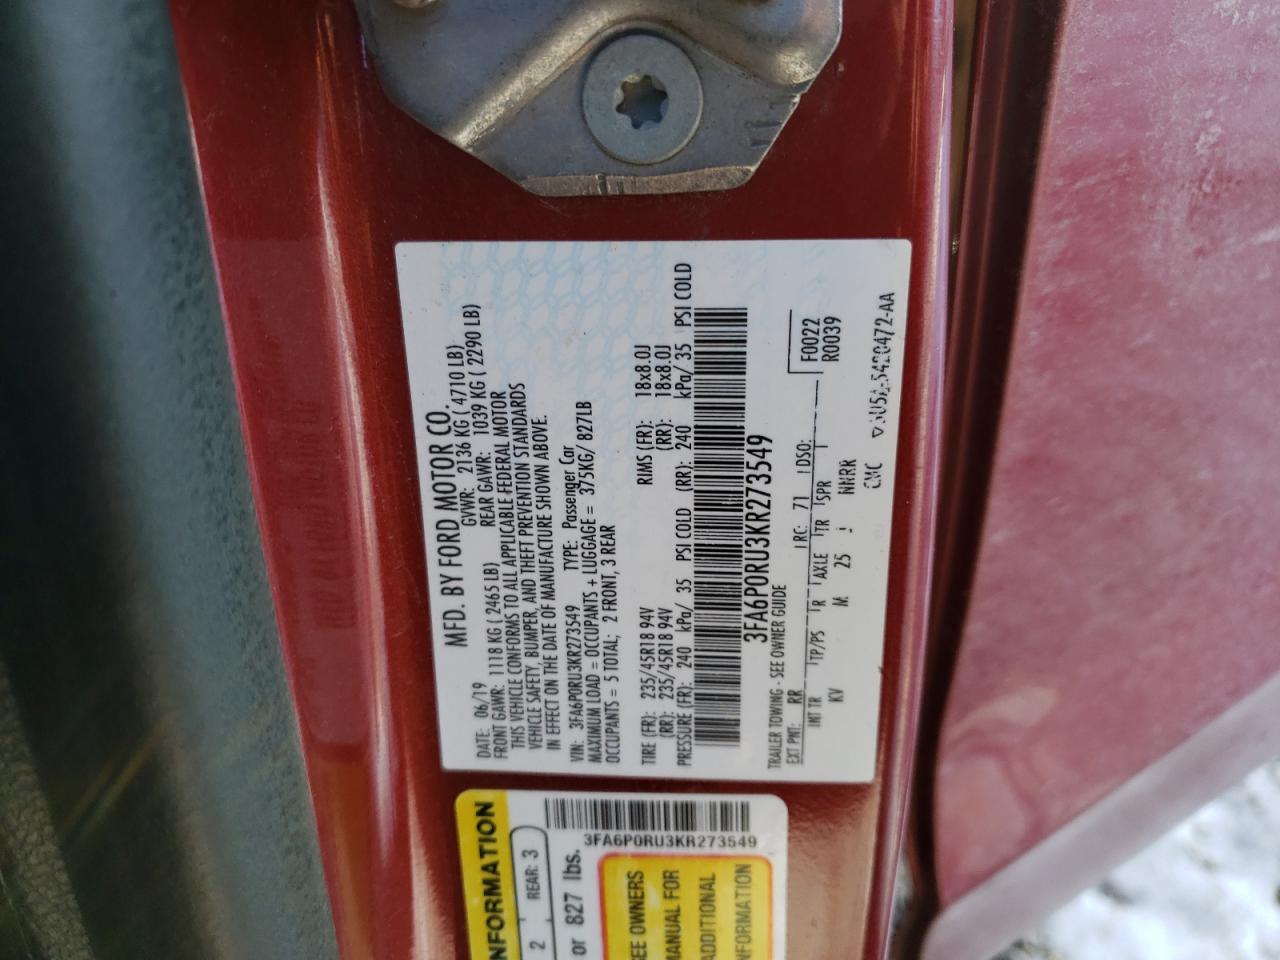 MFD. BY FORD MOTOR CO.
DATE: 06/19 GVWR: 2136 KG ( 4710 LB)
FRONT GAWR: 1118 KG ( 2465 LB) REAR GAWR: 1039 KG ( 2290 LB)
THIS VEHICLE CONFORMS TO ALL APPLICABLE FEDERAL MOTOR
VEHICLE SAFETY, BUMPER, AND THEFT PREVENTION STANDARDS
IN EFFECT ON THE DATE OF MANUFACTURE SHOWN ABOVE.
VIN: 3FA6P0RU3KR273549 TYPE: Passenger Car
MAXIMUM LOAD = OCCUPANTS + LUGGAGE = 375KG/ 827LB
OCCUPANTS = 5 TOTAL; 2 FRONT, 3 REAR
TIRE (FR): 235/45R18 94V RIMS (FR): 18x8.0J
(RR): 235/45R18 94V (RR): 18x8.0J
PRESSURE (FR): 240 kPa/ 35 PSI COLD (RR): 240 kPa/ 35 PSI COLD
3FA6P0RU3KR273549
TRAILER TOWING - SEE OWNER GUIDE
EXT PNT: RR RC: 71 DSO: F0022
R0039
INT TR TP/PS R AXLE TR SPR
KV M 25 J NNRR
CMC
NFORMATION
2 REAR: 3
or 827 lbs.
3FA6P0RU3KR273549
SEE OWNERS
MANUAL FOR
ADDITIONAL
NFORMATION